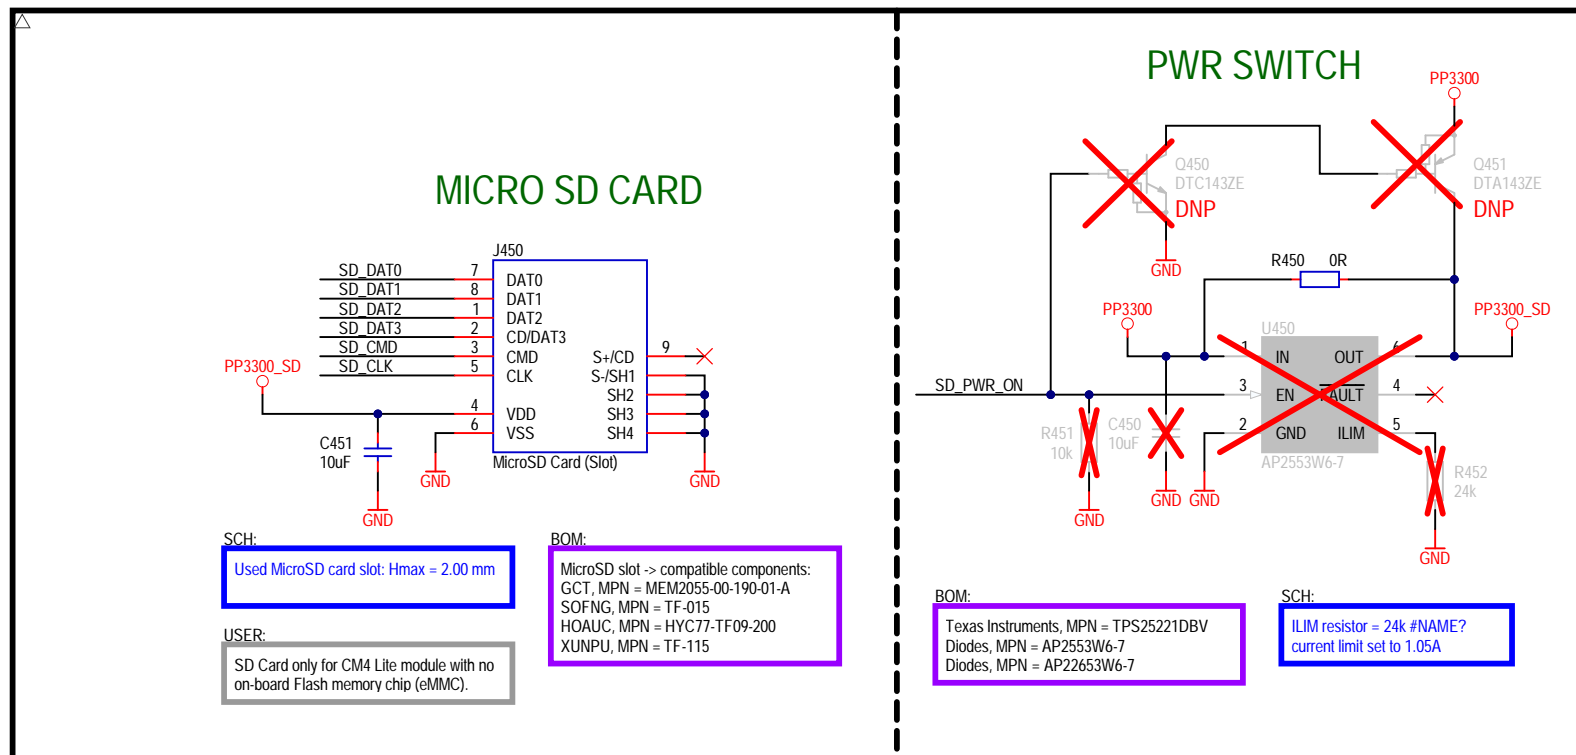 MICRO SD CARD
J450
SD_DAT0 7 DAT0
SD_DAT1 8 DAT1
SD_DAT2 1 DAT2
SD_DAT3 2 CD/DAT3
SD_CMD 3 CMD S+/CD 9
SD_CLK 5 CLK S-/SH1
SH2
PP3300_SD
4 VDD SH3
6 VSS SH4
C451
10uF
MicroSD Card (Slot)
GND
GND
GND
SCH:
Used MicroSD card slot: Hmax = 2.00 mm
USER:
SD Card only for CM4 Lite module with no
on-board Flash memory chip (eMMC).
BOM:
MicroSD slot -> compatible components:
GCT, MPN = MEM2055-00-190-01-A
SOFNG, MPN = TF-015
HOAUC, MPN = HYC77-TF09-200
XUNPU, MPN = TF-115
PWR SWITCH
PP3300
Q450
DTC143ZE
DNP
GND
Q451
DTA143ZE
DNP
R450 0R
PP3300
PP3300_SD
U450
1 IN OUT 6
SD_PWR_ON
3 EN FAULT 4
2 GND ILIM 5
AP2553W6-7
R451
10k
C450
10uF
R452
24k
GND
GND
GND
GND
BOM:
Texas Instruments, MPN = TPS25221DBV
Diodes, MPN = AP2553W6-7
Diodes, MPN = AP22653W6-7
SCH:
ILIM resistor = 24k #NAME?
current limit set to 1.05A